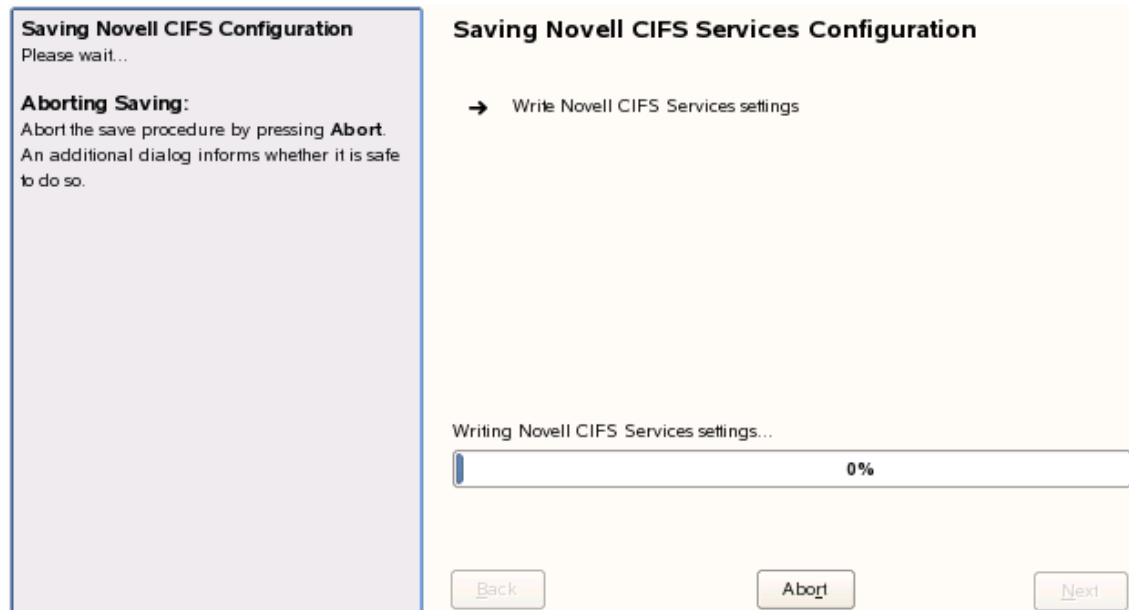 Saving Novell CIFS Configuration
Please wait...
Aborting Saving:
Abort the save procedure by pressing Abort.
An additional dialog informs whether it is safe
to do so.
Saving Novell CIFS Services Configuration
➔ Write Novell CIFS Services settings
Writing Novell CIFS Services settings...
0%
Back
Abort
Next